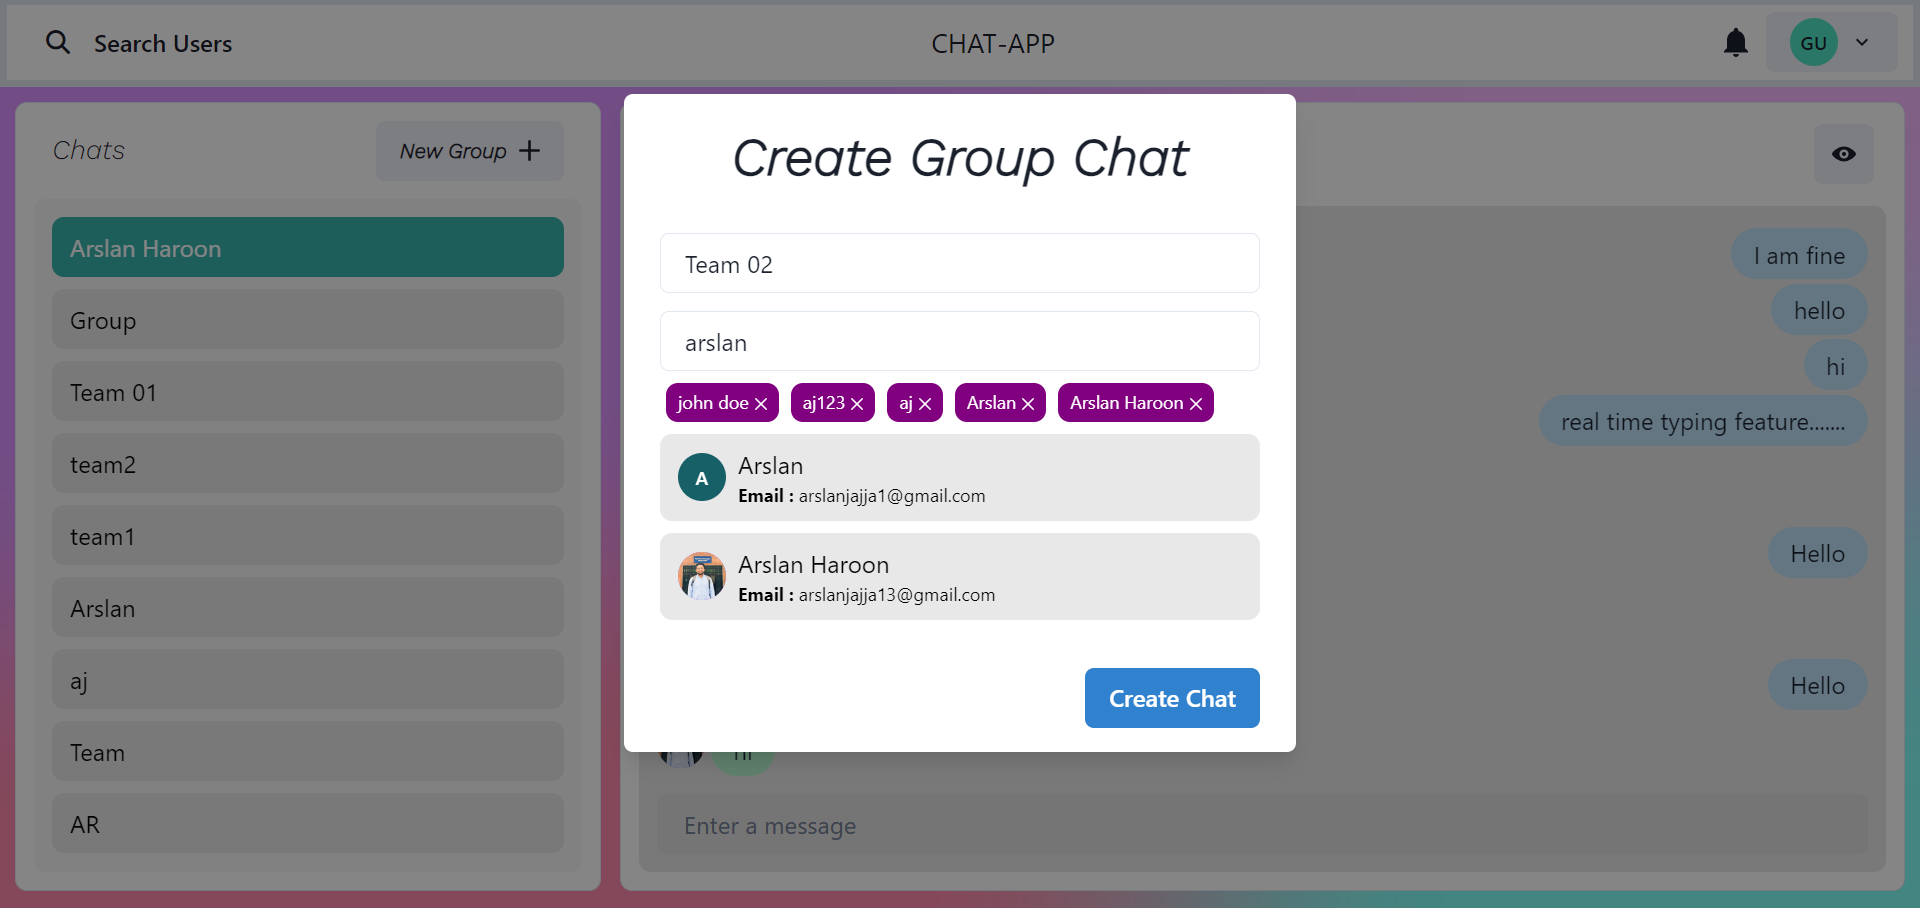 Search Users
CHAT-APP
GU
Chats
New Group
Arslan Haroon
Group
Team 01
team2
team1
Arslan
aj
Team
AR
Create Group Chat
Team 02
arslan
john doe
aj123
aj
Arslan
Arslan Haroon
A
Arslan
Email : arslanjajja1@gmail.com
Arslan Haroon
Email : arslanjajja13@gmail.com
Create Chat
I am fine
hello
hi
real time typing feature.......
Hello
Hello
hi
Enter a message